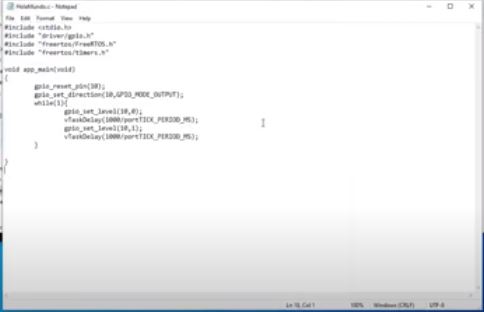 HolaMundo.c - Notepad
File Edit Format View Help
#include <stdio.h>
#include "driver/gpio.h"
#include "freertos/FreeRTOS.h"
#include "freertos/timers.h"
void app_main(void)
{
gpio_reset_pin(10);
gpio_set_direction(10,GPIO_MODE_OUTPUT);
while(1){
gpio_set_level(10,0);
vTaskDelay(1000/portTICK_PERIOD_MS);
gpio_set_level(10,1);
vTaskDelay(1000/portTICK_PERIOD_MS);
}
}
Ln 18, Col 1 100% Windows (CRLF) UTF-8